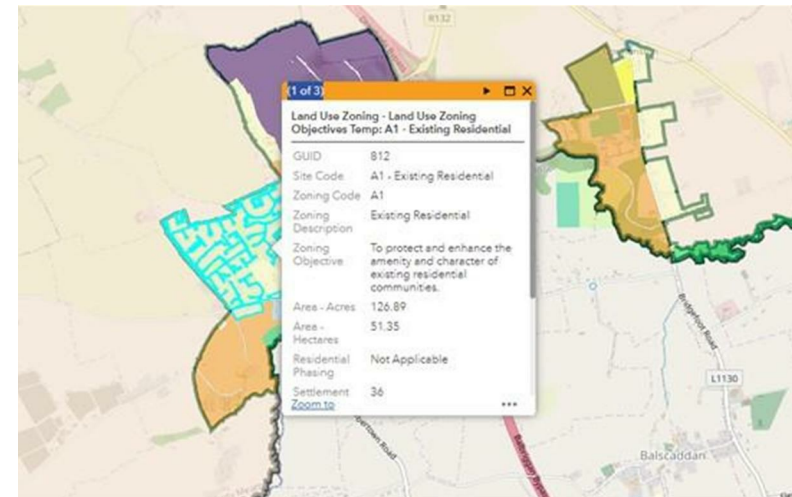 R132
(1 of 3)
Land Use Zoning - Land Use Zoning
Objectives Temp: A1 - Existing Residential
GUID 812
Site Code A1 - Existing Residential
Zoning Code A1
Zoning Description Existing Residential
Zoning Objective To protect and enhance the
amenity and character of
existing residential
communities.
Area - Acres 126.89
Area - Hectares 51.35
Residential Phasing Not Applicable
Settlement 36
Zoom to
Bridgefoot Road
L1130
Balscaddan